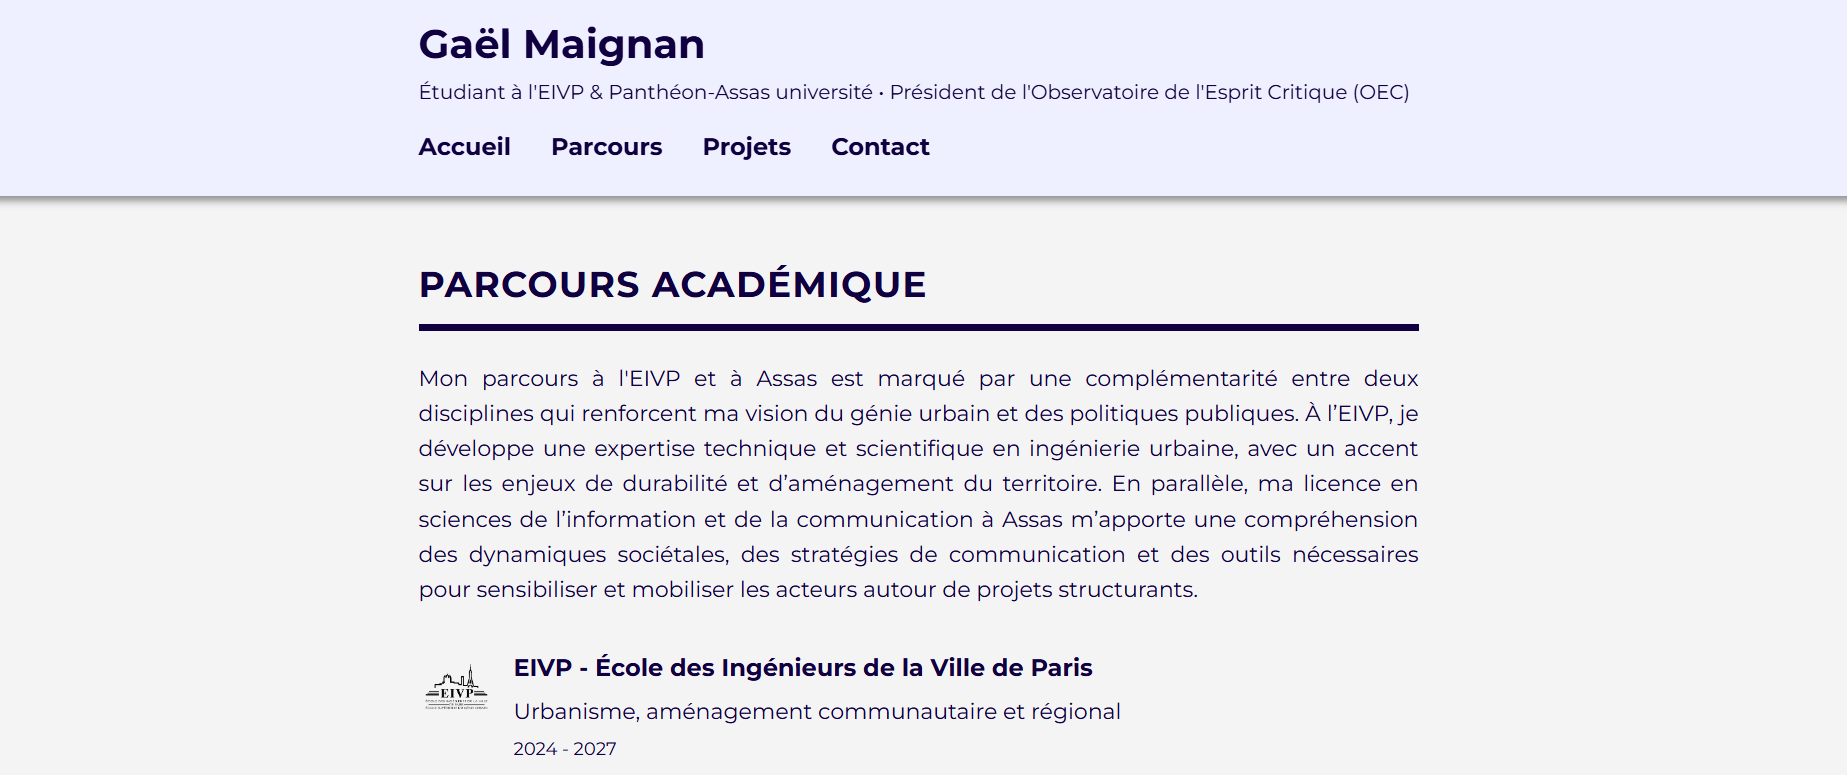 Gaël Maignan
Étudiant à l'EIVP & Panthéon-Assas université • Président de l'Observatoire de l'Esprit Critique (OEC)
Accueil Parcours Projets Contact
PARCOURS ACADÉMIQUE
Mon parcours à l'EIVP et à Assas est marqué par une complémentarité entre deux
disciplines qui renforcent ma vision du génie urbain et des politiques publiques. À l’EIVP, je
développe une expertise technique et scientifique en ingénierie urbaine, avec un accent
sur les enjeux de durabilité et d’aménagement du territoire. En parallèle, ma licence en
sciences de l’information et de la communication à Assas m’apporte une compréhension
des dynamiques sociétales, des stratégies de communication et des outils nécessaires
pour sensibiliser et mobiliser les acteurs autour de projets structurants.
EIVP
EIVP - École des Ingénieurs de la Ville de Paris
Urbanisme, aménagement communautaire et régional
2024 - 2027